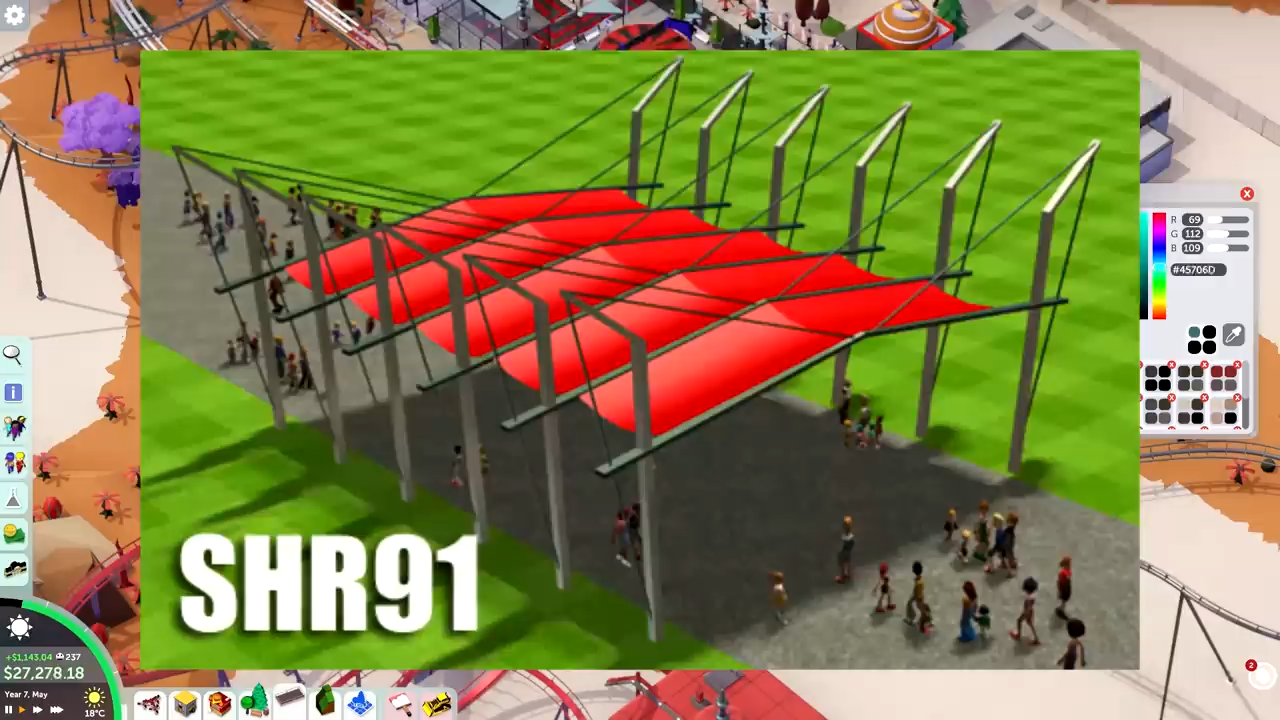 R 69
G 112
B 109
#45706D
SHR91
+$1,143.04 237
$27,278.18
Year 7, May
18°C
2